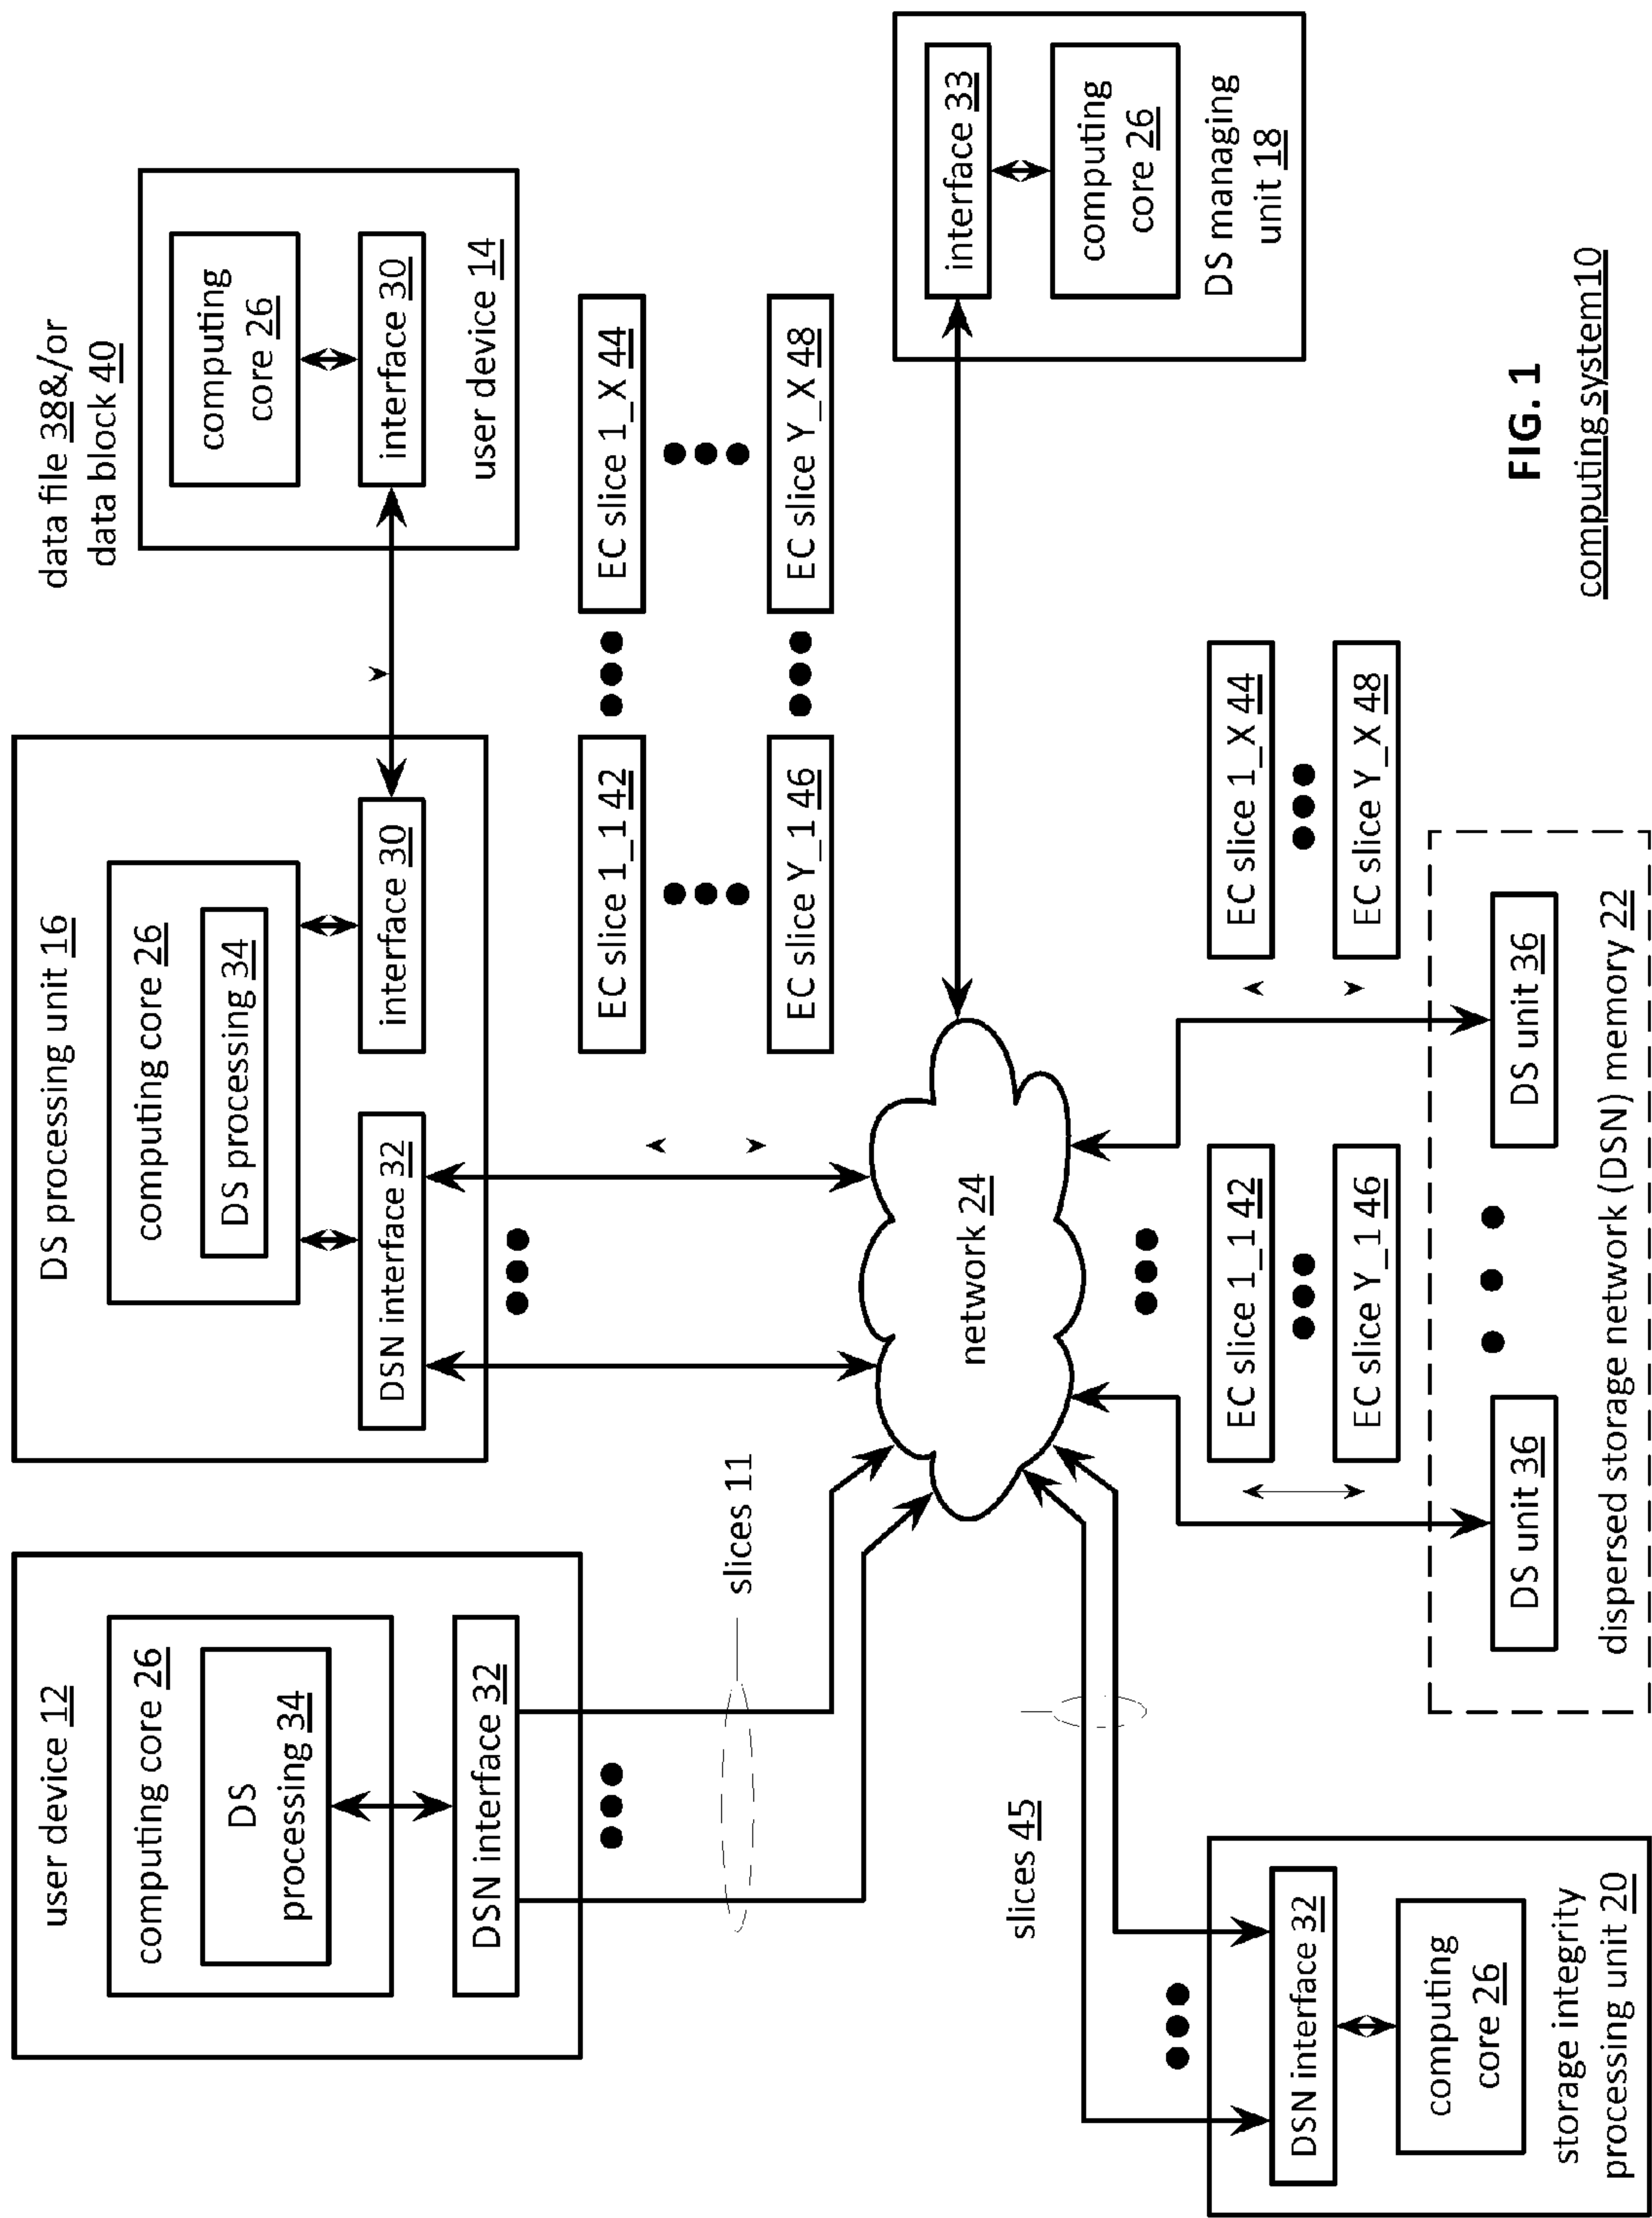 user device 12
computing core 26
DS
processing 34
DSN interface 32
DS processing unit 16
computing core 26
DS processing 34
DSN interface 32
interface 30
data file 38&/or
data block 40
computing
core 26
interface 30
user device 14
slices 11
EC slice 1_1 42
EC slice 1_X 44
EC slice Y_1 46
EC slice Y_X 48
network 24
interface 33
computing
core 26
DS managing
unit 18
slices 45
DSN interface 32
computing
core 26
storage integrity
processing unit 20
EC slice 1_1 42
EC slice 1_X 44
EC slice Y_1 46
EC slice Y_X 48
DS unit 36
DS unit 36
dispersed storage network (DSN) memory 22
FIG. 1
computing system10